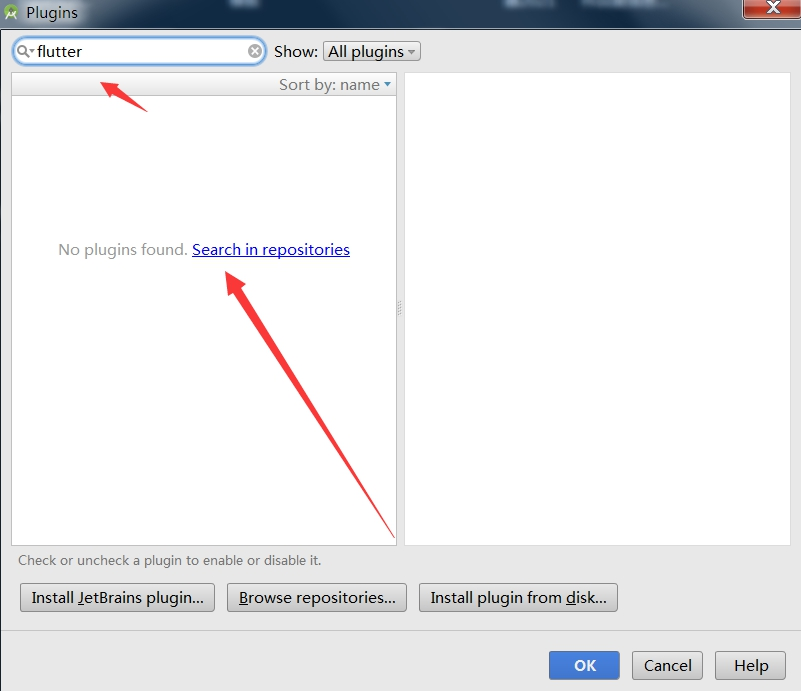 Plugins
flutter Show: All plugins
Sort by: name
No plugins found. Search in repositories
Check or uncheck a plugin to enable or disable it.
Install JetBrains plugin... Browse repositories... Install plugin from disk...
OK Cancel Help